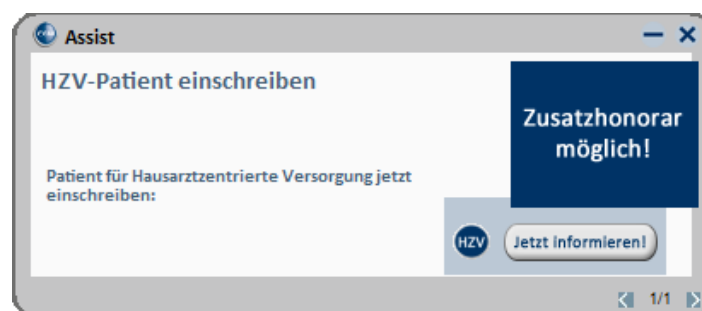 Assist
HZV-Patient einschreiben
Zusatzhonorar
möglich!
Patient für Hausarztzentrierte Versorgung jetzt
einschreiben:
HZV
Jetzt informieren!
1/1